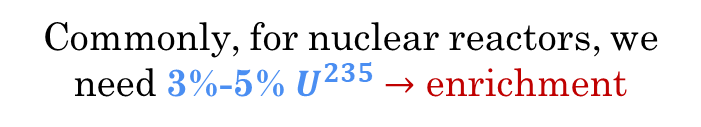 Commonly, for nuclear reactors, we
need 3%-5% U²³⁵ → enrichment